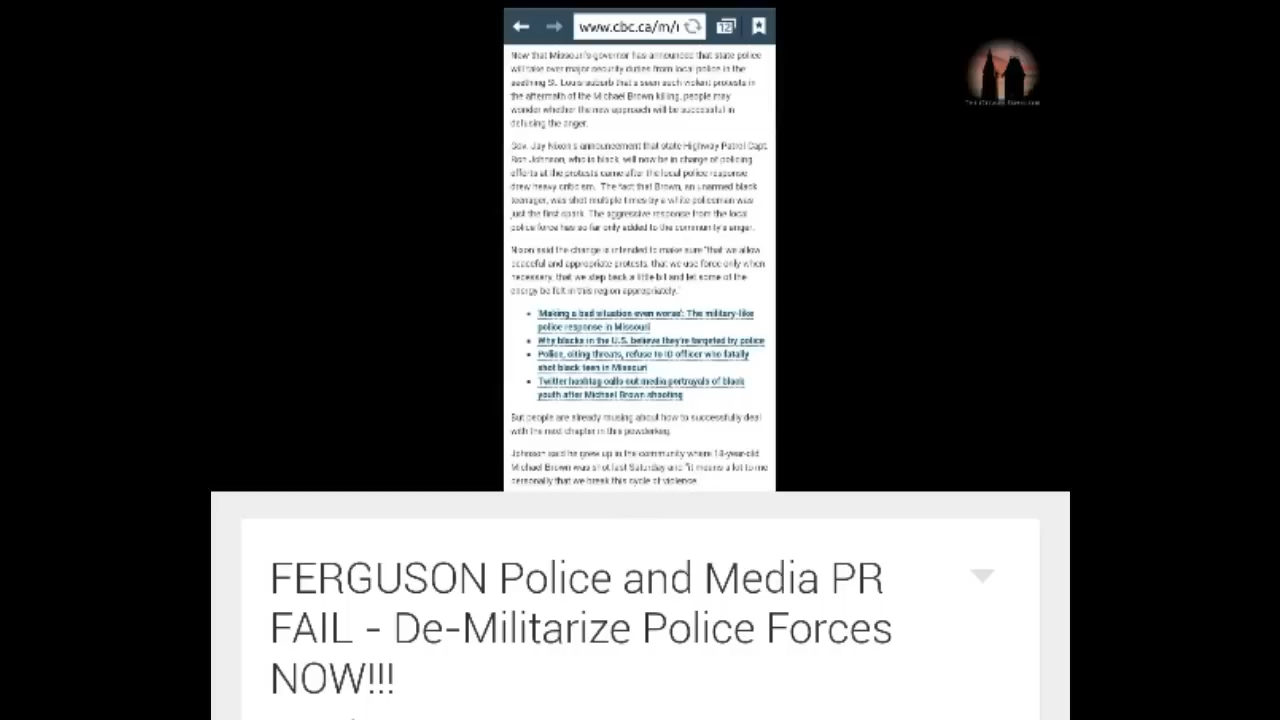 www.cbc.ca/m/
12
Now that Missouri's governor has announced that state police
will take over major security duties from local police in the
seething St. Louis suburb that's seen such violent protests in
the aftermath of the Michael Brown killing, people may
wonder whether the new approach will be successful in
defusing the anger.
Gov. Jay Nixon's announcement that state Highway Patrol Capt.
Ron Johnson, who is black, will now be in charge of policing
efforts at the protests came after the local police response
drew heavy criticism. The fact that Brown, an unarmed black
teenager, was shot multiple times by a white policeman was
just the first spark. The aggressive response from the local
police force has so far only added to the community's anger.
Nixon said the change is intended to make sure "that we allow
peaceful and appropriate protests, that we use force only when
necessary, that we step back a little bit and let some of the
energy be felt in this region appropriately."
'Making a bad situation even worse': The military-like
police response in Missouri
Why blacks in the U.S. believe they're targeted by police
Police, citing threats, refuse to ID officer who fatally
shot black teen in Missouri
Twitter hashtag calls out media portrayals of black
youth after Michael Brown shooting
But people are already musing about how to successfully deal
with the next chapter in this powderkeg.
Johnson said he grew up in the community where 18-year-old
Michael Brown was shot last Saturday and "it means a lot to me
personally that we break this cycle of violence.
FERGUSON Police and Media PR
FAIL - De-Militarize Police Forces
NOW!!!